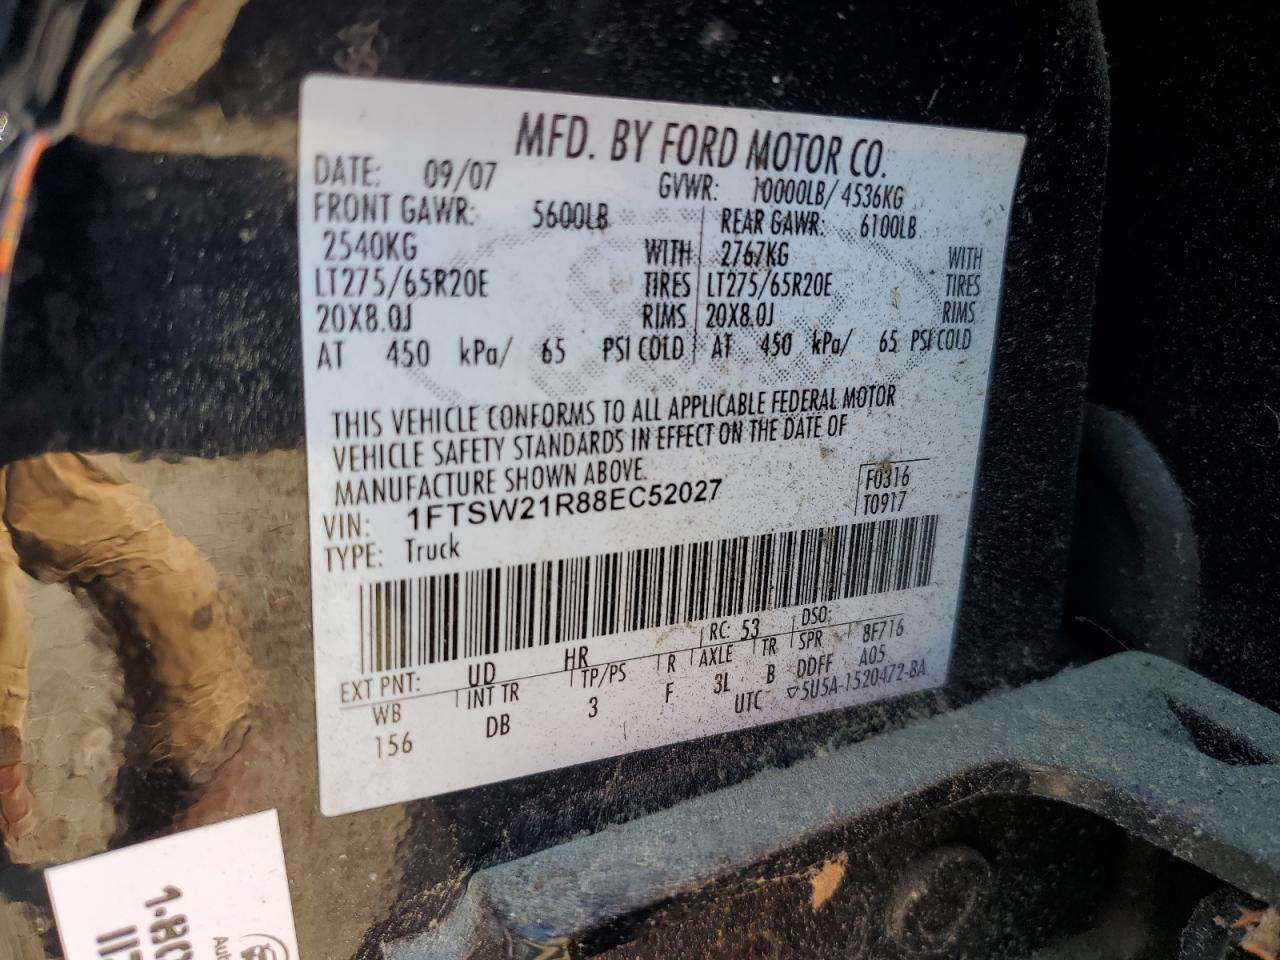 MFD. BY FORD MOTOR CO.
DATE: 09/07 GVWR: 10000LB/ 4536KG
FRONT GAWR: 5600LB REAR GAWR: 6100LB
2540KG WITH 2767KG WITH
LT275/65R20E TIRES LT275/65R20E TIRES
20X8.0J RIMS 20X8.0J RIMS
AT 450 kPa/ 65 PSI COLD AT 450 kPa/ 65 PSI COLD
THIS VEHICLE CONFORMS TO ALL APPLICABLE FEDERAL MOTOR
VEHICLE SAFETY STANDARDS IN EFFECT ON THE DATE OF
MANUFACTURE SHOWN ABOVE.
VIN: 1FTSW21R88EC52027
F0316
T0917
TYPE: Truck
EXT PNT: UD HR RC: 53 DSO:
WB INT TR TP/PS R AXLE TR SPR 8F716
156 DB 3 F 3L B DDFF A05
UTC ▽5U5A-1520472-BA